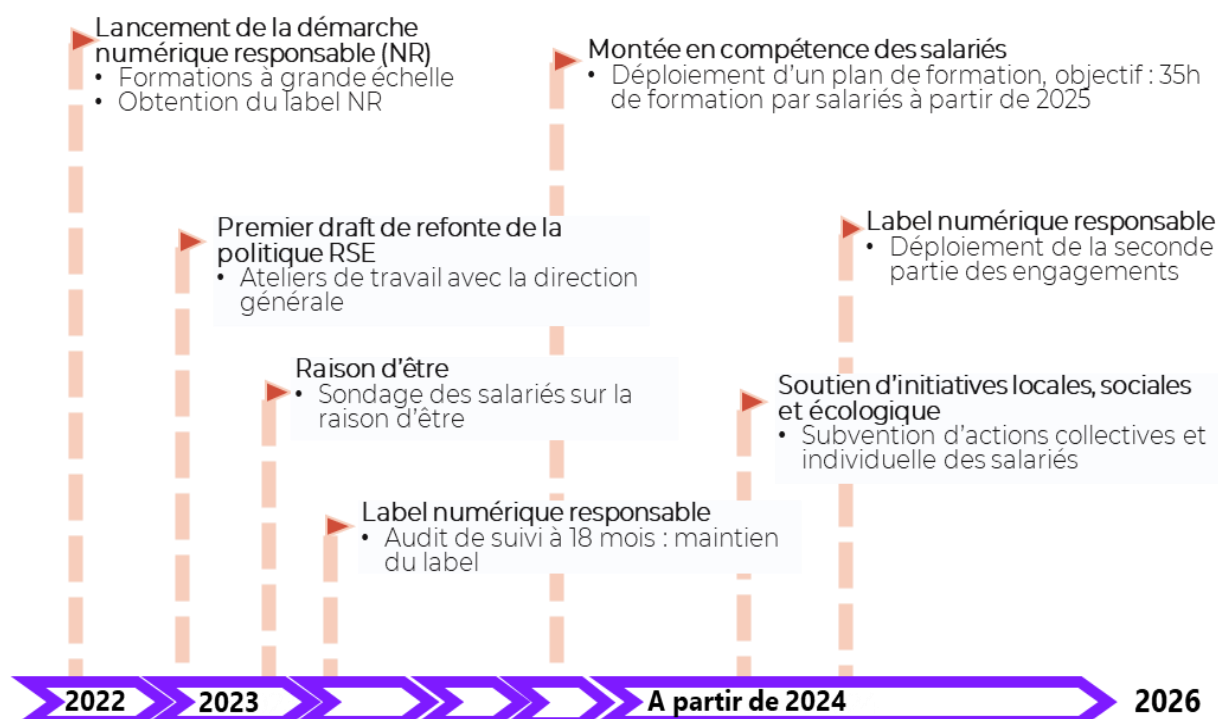 Lancement de la démarche
numérique responsable (NR)
• Formations à grande échelle
• Obtention du label NR
Montée en compétence des salariés
• Déploiement d’un plan de formation, objectif : 35h
de formation par salariés à partir de 2025
Premier draft de refonte de la
politique RSE
• Ateliers de travail avec la direction
générale
Label numérique responsable
• Déploiement de la seconde
partie des engagements
Raison d’être
• Sondage des salariés sur la
raison d’être
Soutien d’initiatives locales, sociales
et écologique
• Subvention d’actions collectives et
individuelle des salariés
Label numérique responsable
• Audit de suivi à 18 mois : maintien
du label
2022 2023 A partir de 2024 2026